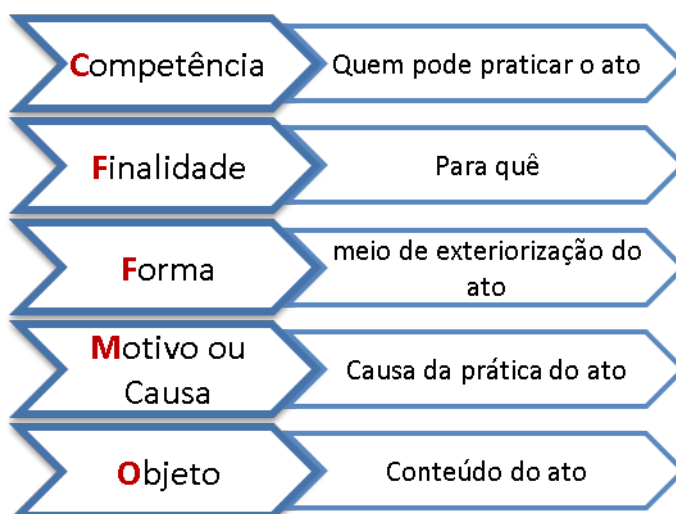 Competência
Quem pode praticar o ato
Finalidade
Para quê
Forma
meio de exteriorização do
ato
Motivo ou
Causa
Causa da prática do ato
Objeto
Conteúdo do ato